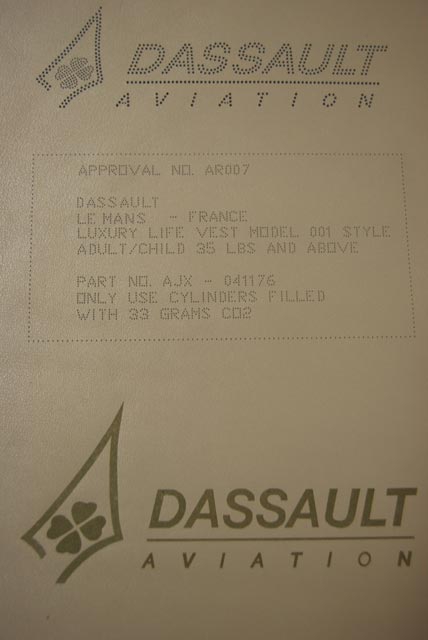 DASSAULT
AVIATION
APPROVAL NO. AR007
DASSAULT
LE MANS - FRANCE
LUXURY LIFE VEST MODEL 001 STYLE
ADULT/CHILD 35 LBS AND ABOVE
PART NO. AJX - 041176
ONLY USE CYLINDERS FILLED
WITH 33 GRAMS CO2
DASSAULT
AVIATION